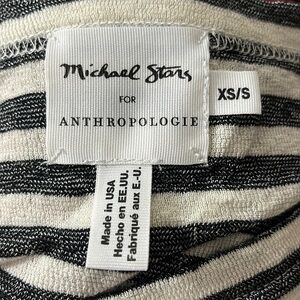 Michael Stars
FOR
ANTHROPOLOGIE
XS/S
Made in USA
Hecho en EE.UU.
Fabriqué aux E.-U.